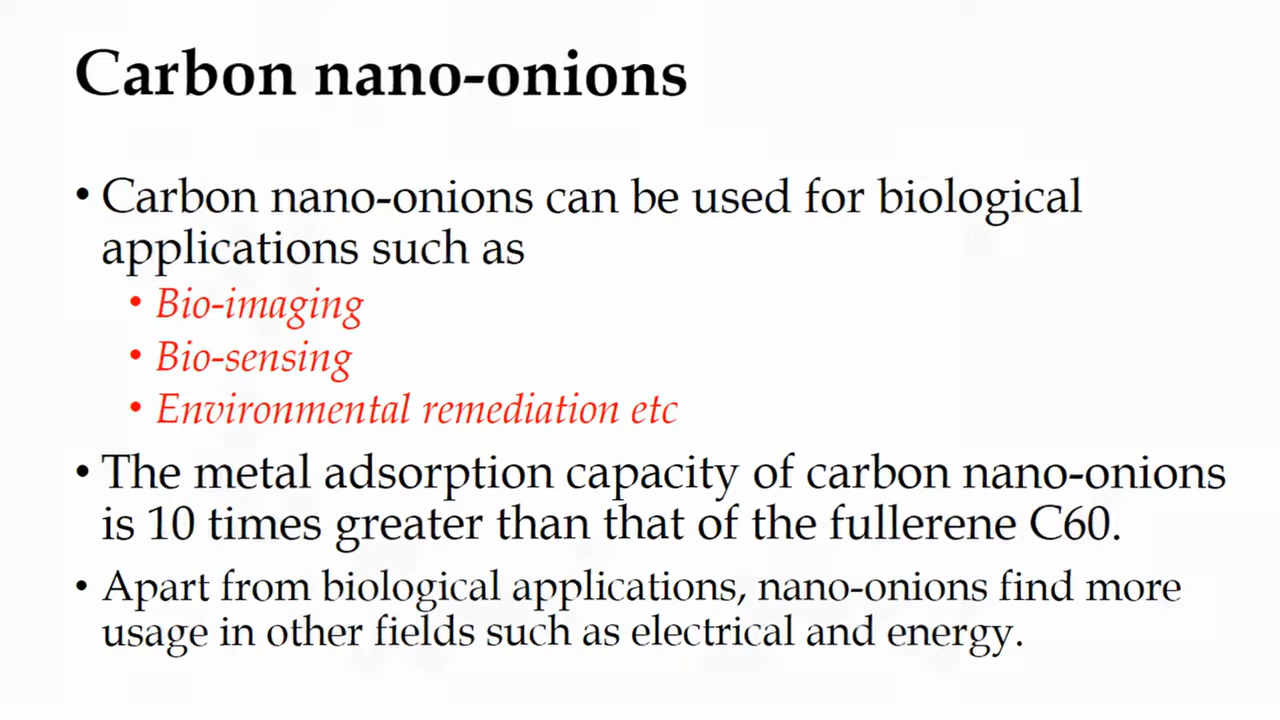 Carbon nano-onions
• Carbon nano-onions can be used for biological
applications such as
• Bio-imaging
• Bio-sensing
• Environmental remediation etc
• The metal adsorption capacity of carbon nano-onions
is 10 times greater than that of the fullerene C60.
• Apart from biological applications, nano-onions find more
usage in other fields such as electrical and energy.